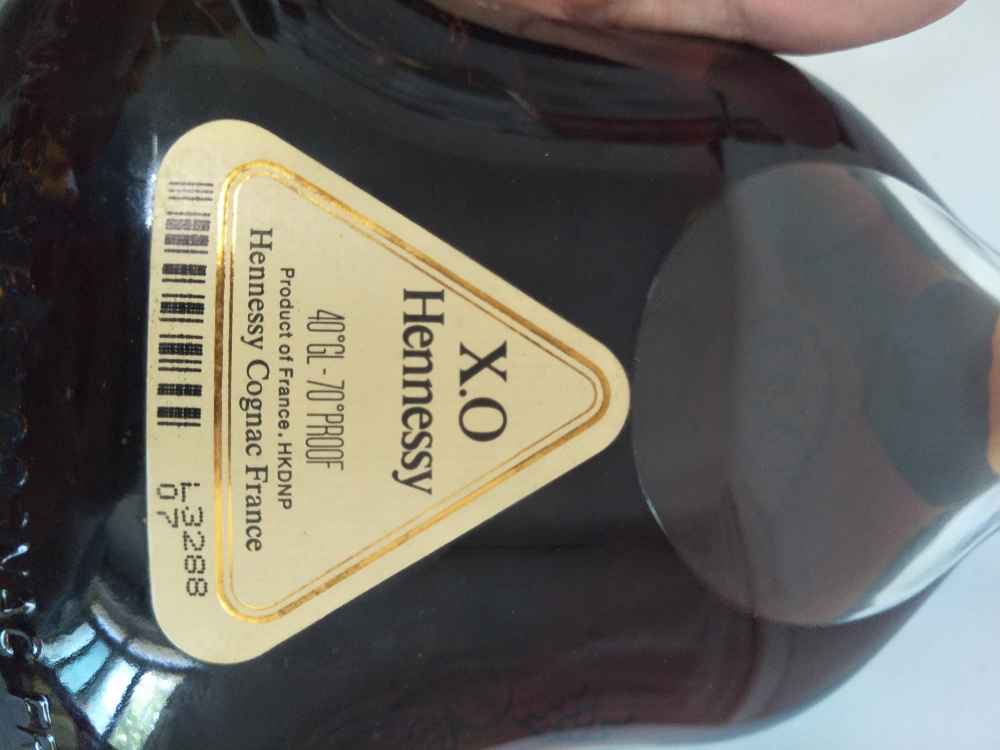 X.O
Hennessy
40°GL - 70°PROOF
Product of France, HKDNP
Hennessy Cognac France
L3288
07